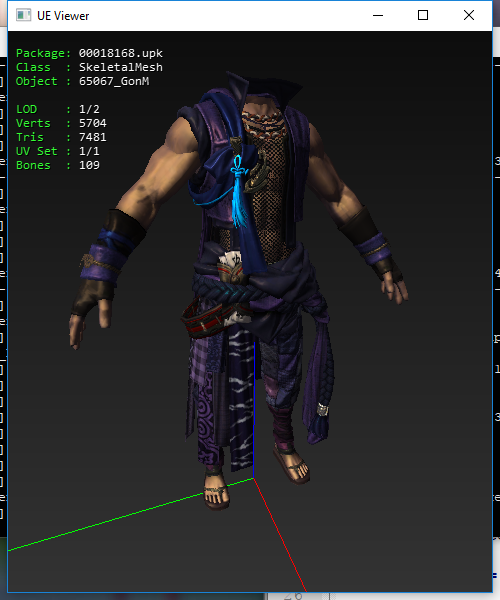 UE Viewer
Package: 00018168.upk
Class : SkeletalMesh
Object : 65067_GonM
LOD : 1/2
Verts : 5704
Tris : 7481
UV Set : 1/1
Bones : 109